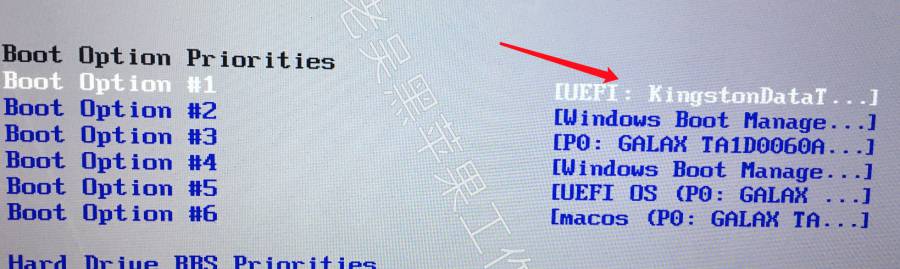 Boot Option Priorities
Boot Option #1 [UEFI: KingstonDataT...]
Boot Option #2 [Windows Boot Manage...]
Boot Option #3 [P0: GALAX TA1D0060A...]
Boot Option #4 [Windows Boot Manage...]
Boot Option #5 [UEFI OS (P0: GALAX ...]
Boot Option #6 [macos (P0: GALAX TA...]
Hard Drive BBS Priorities
老吴黑苹果工作